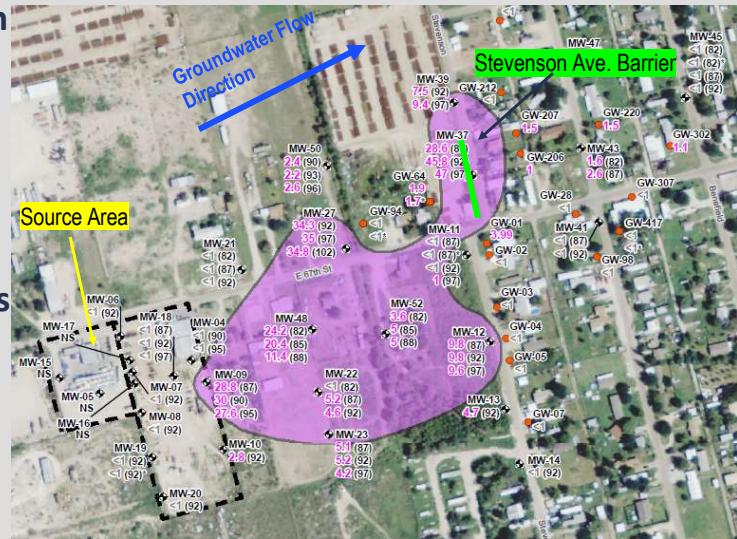 n
s
Groundwater Flow
Direction
Stevenson
MW-39
7.5 (92)
9.4 (97)
GW-212
<1
MW-47
MW-45
<1 (82)
<1 (82)*
<1 (87)
<1 (92)
Stevenson Ave. Barrier
GW-207
1.5
GW-220
1.5
MW-37
45.8 (92)
47 (97)
GW-206
1
MW-43
1.6 (82)
2.6 (87)
GW-302
1.1
MW-50
2.4 (90)
2.2 (93)
2.6 (96)
GW-64
1.9
1.7*
MW-27
34.3 (92)
35 (97)
34.8 (102)
GW-94
<1
<1*
GW-28
<1
GW-307
<1
Bannfield
Source Area
MW-21
<1 (82)
<1 (87)
<1 (92)
E 67th St
MW-11
<1 (87)
<1 (87)*
<1 (92)
1 (97)
GW-01
3.99
GW-02
<1
MW-41
<1 (87)
<1 (92)
GW-417
<1
<1*
GW-98
<1
MW-06
<1 (92)
MW-17
NS
MW-18
<1 (87)
<1 (92)
<1 (97)
MW-04
<1 (90)
<1 (95)
MW-48
24.2 (82)
20.4 (85)
11.4 (88)
MW-52
3.6 (82)
5 (85)
5 (88)
GW-03
<1
GW-04
<1
MW-12
9.8 (87)
9.8 (92)
9.6 (97)
GW-05
<1
MW-15
NS
MW-05
NS
MW-07
<1 (92)
MW-09
28.8 (87)
30 (90)
27.6 (95)
MW-22
<1 (82)
5.2 (87)
4.6 (92)
MW-16
NS
MW-08
<1 (92)
MW-13
4.7 (92)
GW-07
<1
MW-19
<1 (92)
<1 (92)*
MW-10
2.8 (92)
MW-23
5.1 (87)
5.2 (92)
4.2 (97)
MW-14
<1 (92)
MW-20
<1 (92)